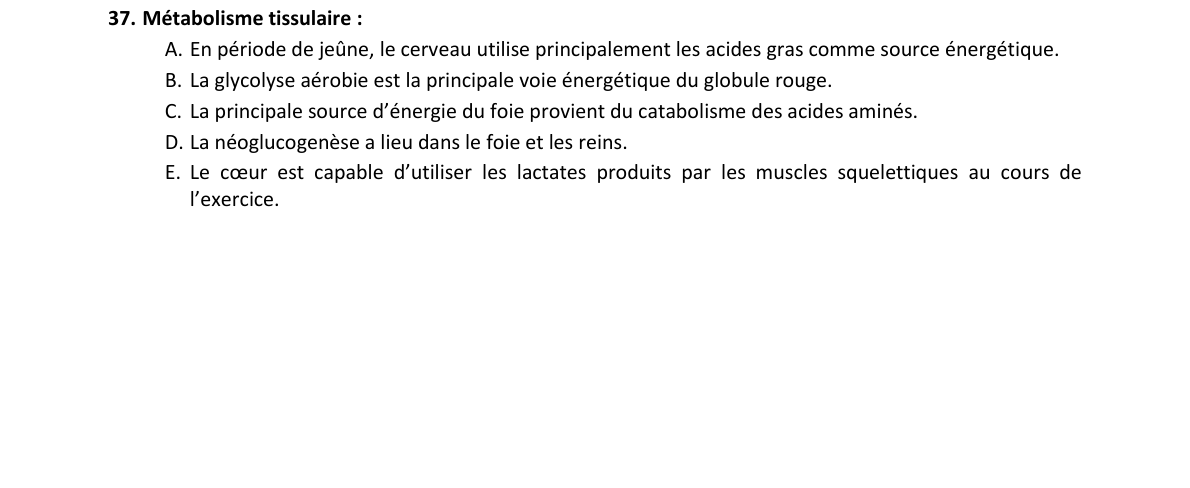 37. Métabolisme tissulaire :
A. En période de jeûne, le cerveau utilise principalement les acides gras comme source énergétique.
B. La glycolyse aérobie est la principale voie énergétique du globule rouge.
C. La principale source d’énergie du foie provient du catabolisme des acides aminés.
D. La néoglucogenèse a lieu dans le foie et les reins.
E. Le cœur est capable d’utiliser les lactates produits par les muscles squelettiques au cours de
l’exercice.